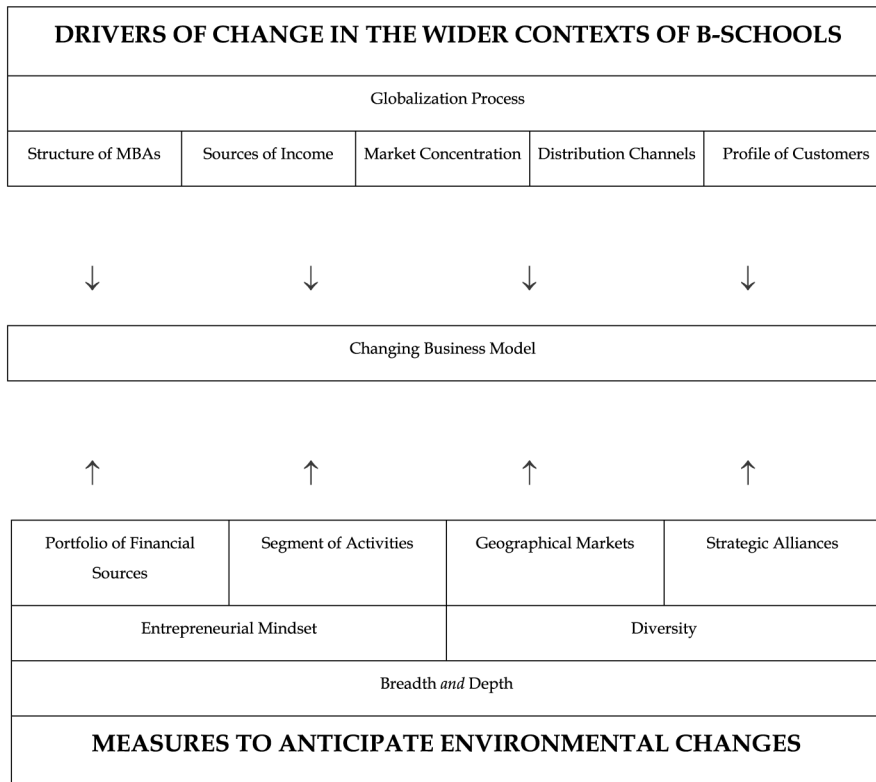 DRIVERS OF CHANGE IN THE WIDER CONTEXTS OF B-SCHOOLS
Globalization Process
Structure of MBAs
Sources of Income
Market Concentration
Distribution Channels
Profile of Customers
↓ ↓ ↓ ↓
Changing Business Model
↑ ↑ ↑ ↑
Portfolio of Financial
Sources
Segment of Activities
Geographical Markets
Strategic Alliances
Entrepreneurial Mindset
Diversity
Breadth and Depth
MEASURES TO ANTICIPATE ENVIRONMENTAL CHANGES